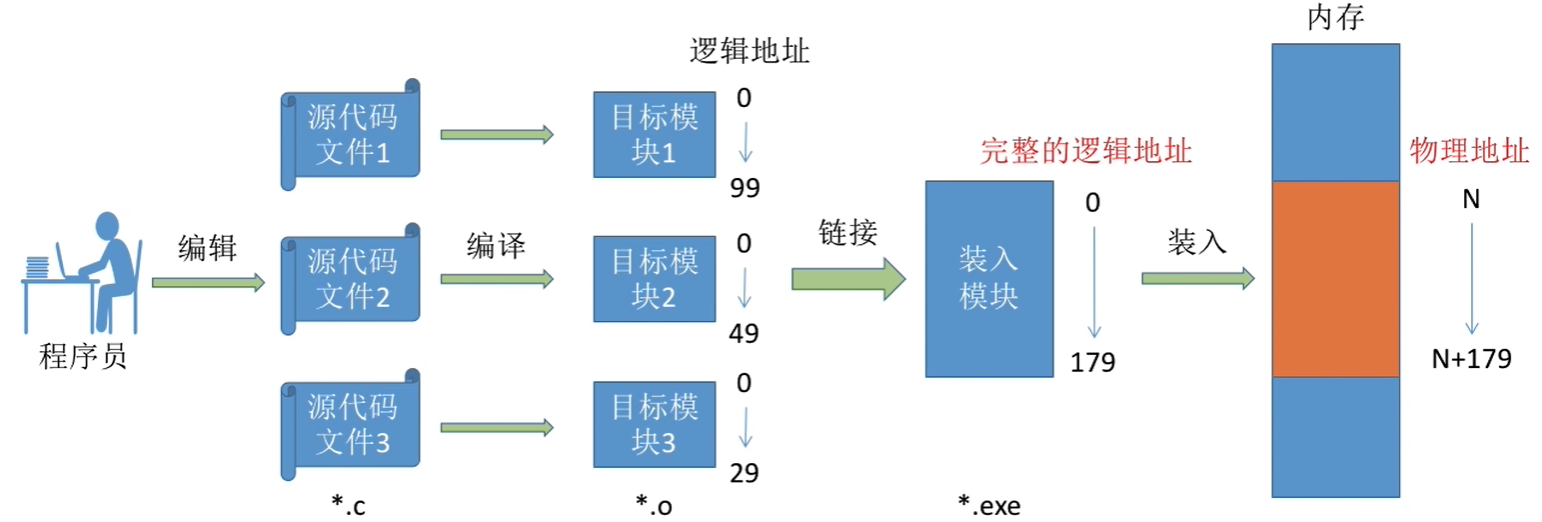 程序员
编辑
源代码
文件1
源代码
文件2
源代码
文件3
*.c
编译
逻辑地址
目标模
块1
0
99
目标模
块2
0
49
目标模
块3
0
29
*.o
链接
完整的逻辑地址
装入
模块
0
179
*.exe
装入
内存
物理地址
N
N+179